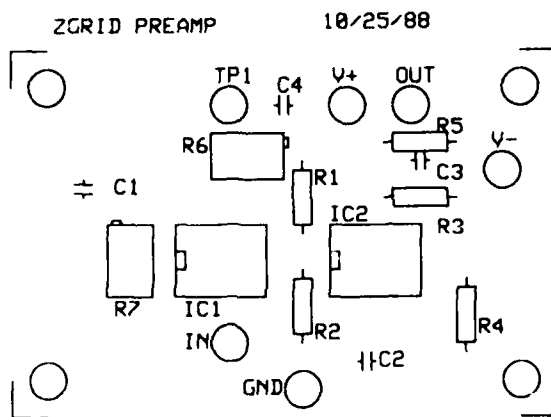 ZGRID PREAMP 10/25/88
TP1 C4 V+ OUT
R6 R5 V-
C1 R1 C3
IC2 R3
R7 IC1 R2 R4
IN C2
GND